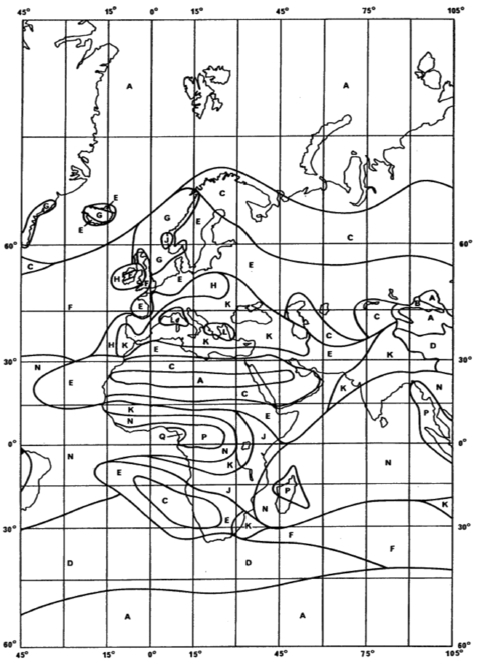 45° 15° 0° 15° 45° 75° 105°
A A
C
E
G G E
E G
C
60° 60°
C E
G
H E H
F K
E C A
A
K K K C D
H K E E K
30° 30°
N C
E A K N
C
K E P
N
Q P J
0° 0°
N N N
E K
J P
C
N K
E K
30° 30°
F
F
D D
A A
60° 60°
45° 15° 0° 15° 45° 75° 105°